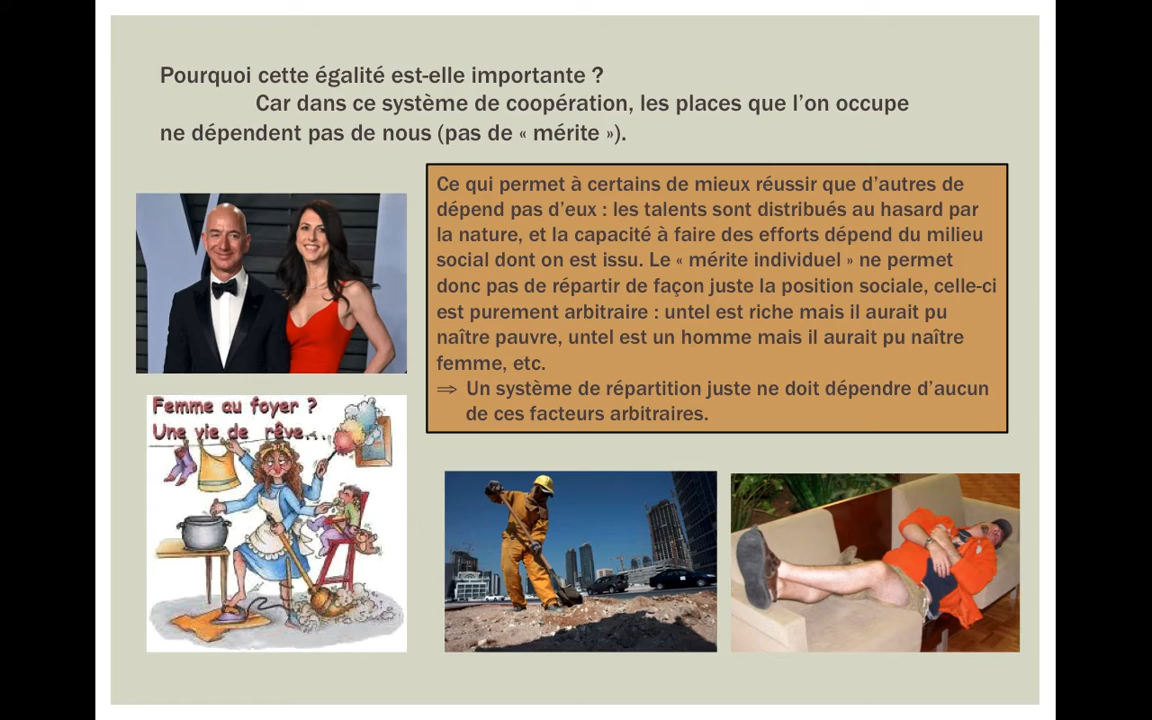 Pourquoi cette égalité est-elle importante ?
Car dans ce système de coopération, les places que l’on occupe
ne dépendent pas de nous (pas de « mérite »).
Ce qui permet à certains de mieux réussir que d’autres de
dépend pas d’eux : les talents sont distribués au hasard par
la nature, et la capacité à faire des efforts dépend du milieu
social dont on est issu. Le « mérite individuel » ne permet
donc pas de répartir de façon juste la position sociale, celle-ci
est purement arbitraire : untel est riche mais il aurait pu
naître pauvre, untel est un homme mais il aurait pu naître
femme, etc.
⇒ Un système de répartition juste ne doit dépendre d’aucun
de ces facteurs arbitraires.
Femme au foyer ?
Une vie de rêve...